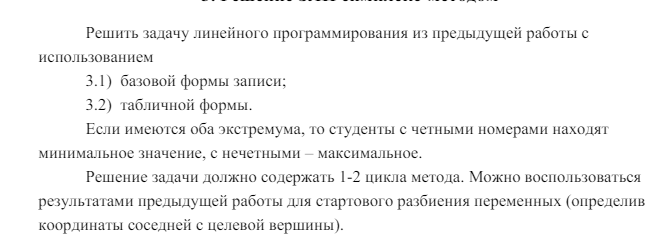 Решить задачу линейного программирования из предыдущей работы с
использованием
3.1) базовой формы записи;
3.2) табличной формы.
Если имеются оба экстремума, то студенты с четными номерами находят
минимальное значение, с нечетными – максимальное.
Решение задачи должно содержать 1-2 цикла метода. Можно воспользоваться
результатами предыдущей работы для стартового разбиения переменных (определив
координаты соседней с целевой вершины).